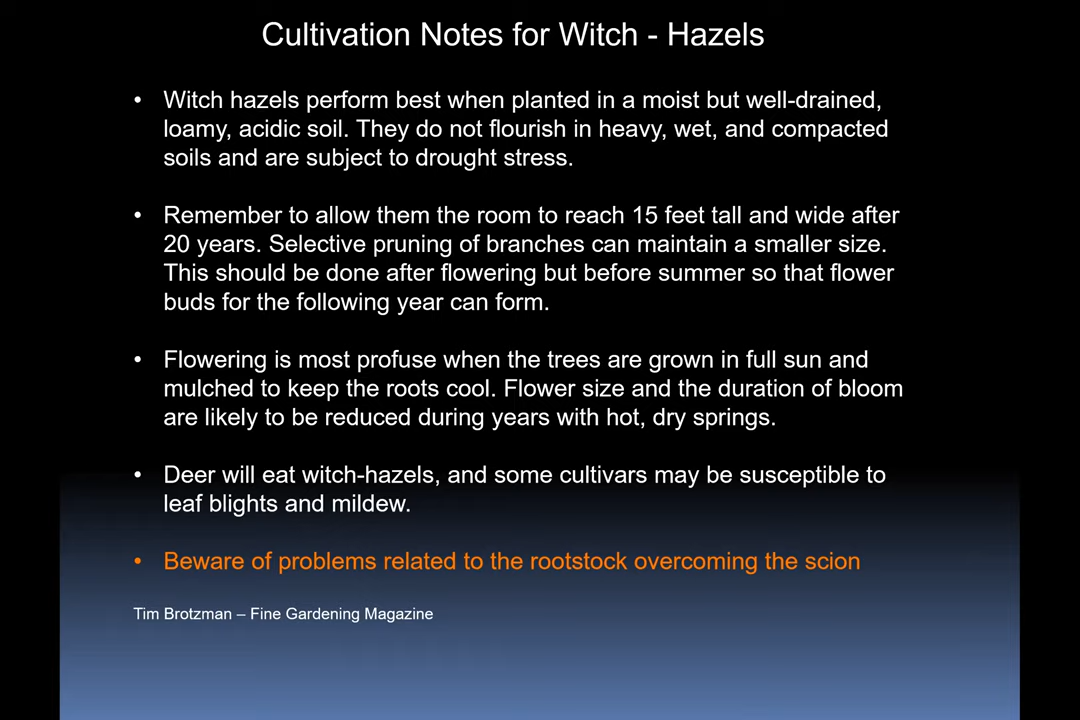 Cultivation Notes for Witch - Hazels
• Witch hazels perform best when planted in a moist but well-drained,
loamy, acidic soil. They do not flourish in heavy, wet, and compacted
soils and are subject to drought stress.
• Remember to allow them the room to reach 15 feet tall and wide after
20 years. Selective pruning of branches can maintain a smaller size.
This should be done after flowering but before summer so that flower
buds for the following year can form.
• Flowering is most profuse when the trees are grown in full sun and
mulched to keep the roots cool. Flower size and the duration of bloom
are likely to be reduced during years with hot, dry springs.
• Deer will eat witch-hazels, and some cultivars may be susceptible to
leaf blights and mildew.
• Beware of problems related to the rootstock overcoming the scion
Tim Brotzman – Fine Gardening Magazine